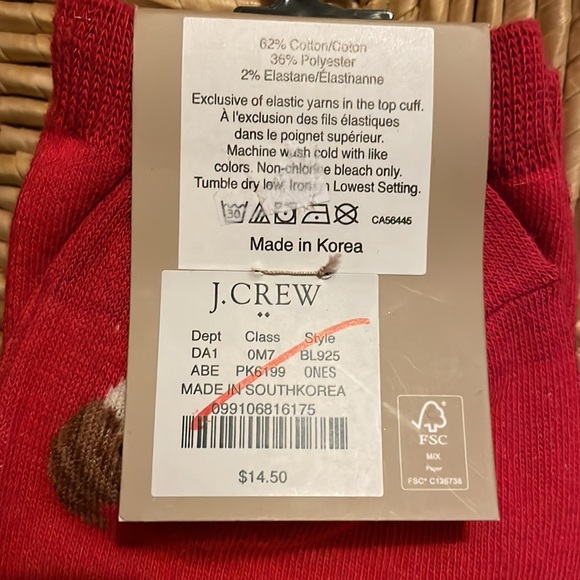 62% Cotton/Coton
36% Polyester
2% Elastane/Élasthanne
Exclusive of elastic yarns in the top cuff.
À l'exclusion des fils élastiques
dans le poignet supérieur.
Machine wash cold with like
colors. Non-chlorine bleach only.
Tumble dry low. Iron on Lowest Setting.
30
CA56445
Made in Korea
J.CREW
Dept Class Style
DA1 0M7 BL925
ABE PK6199 ONES
MADE IN SOUTHKOREA
099106816175
$14.50
FSC
MIX
Paper
FSC® C126738